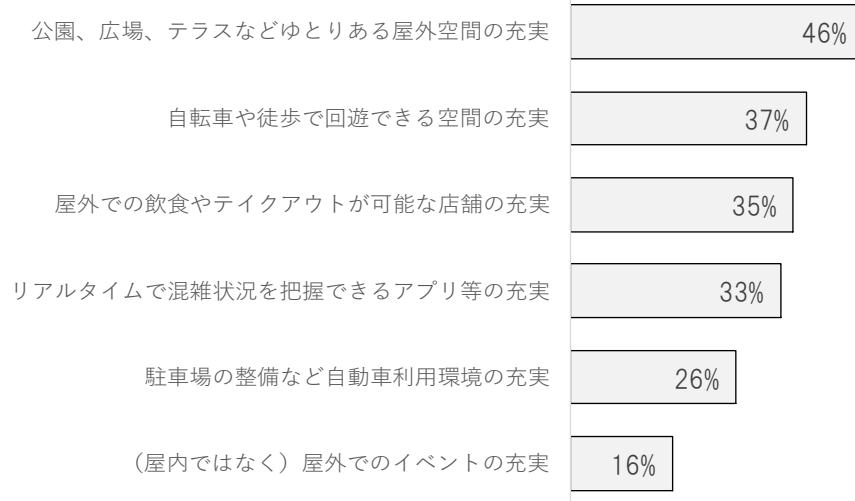 公園、広場、テラスなどゆとりある屋外空間の充実 46%
自転車や徒歩で回遊できる空間の充実 37%
屋外での飲食やテイクアウトが可能な店舗の充実 35%
リアルタイムで混雑状況を把握できるアプリ等の充実 33%
駐車場の整備など自動車利用環境の充実 26%
（屋内ではなく）屋外でのイベントの充実 16%